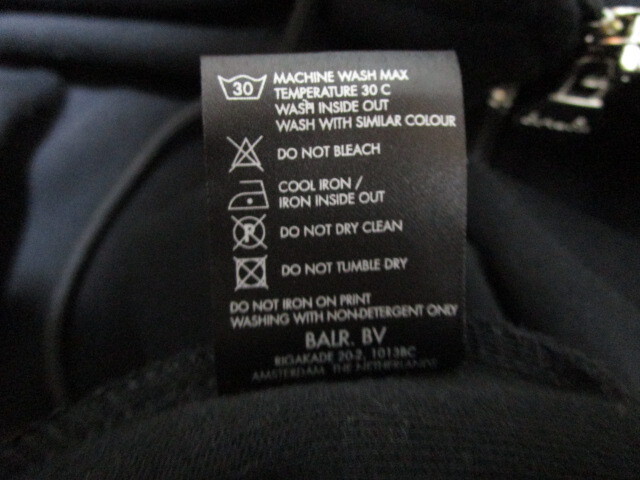 30 MACHINE WASH MAX
TEMPERATURE 30 C
WASH INSIDE OUT
WASH WITH SIMILAR COLOUR
DO NOT BLEACH
COOL IRON /
IRON INSIDE OUT
P DO NOT DRY CLEAN
DO NOT TUMBLE DRY
DO NOT IRON ON PRINT
WASHING WITH NON-DETERGENT ONLY
BALR. BV
RIGAKADE 20-2, 1013BC
AMSTERDAM THE NETHERLANDS